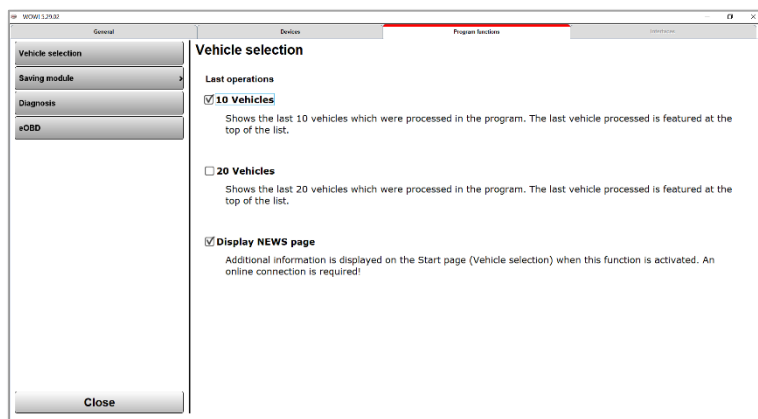 WOW! 5.29.02
General
Devices
Program functions
Interfaces
Vehicle selection
Saving module
Diagnosis
eOBD
Close
Vehicle selection
Last operations
10 Vehicles
Shows the last 10 vehicles which were processed in the program. The last vehicle processed is featured at the
top of the list.
20 Vehicles
Shows the last 20 vehicles which were processed in the program. The last vehicle processed is featured at the
top of the list.
Display NEWS page
Additional information is displayed on the Start page (Vehicle selection) when this function is activated. An
online connection is required!